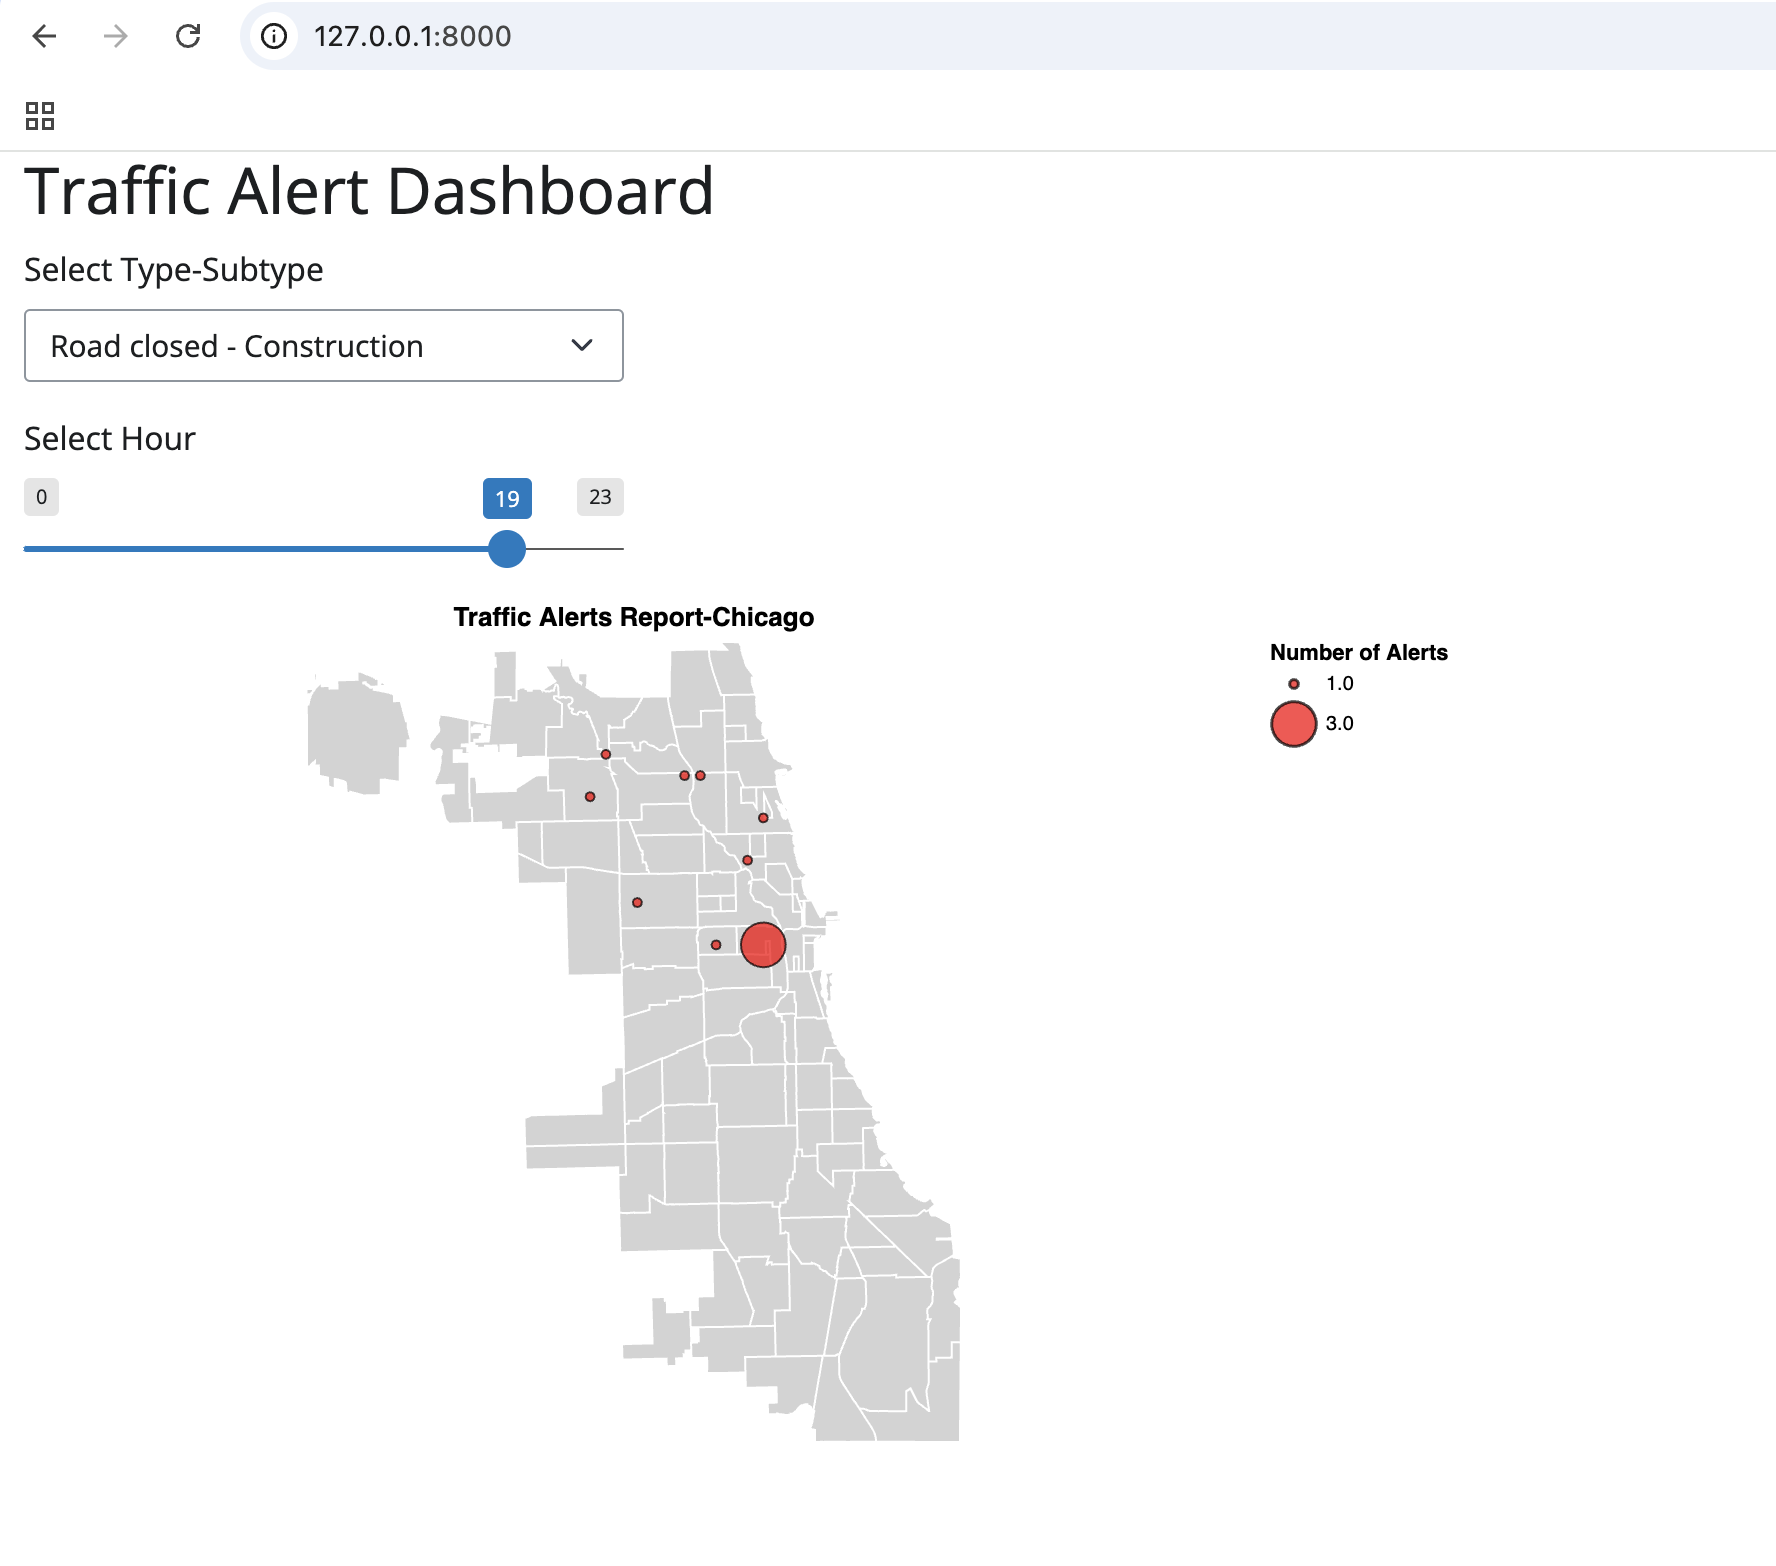 127.0.0.1:8000
Traffic Alert Dashboard
Select Type-Subtype
Road closed - Construction
Select Hour
0 19 23
Traffic Alerts Report-Chicago
Number of Alerts
1.0
3.0